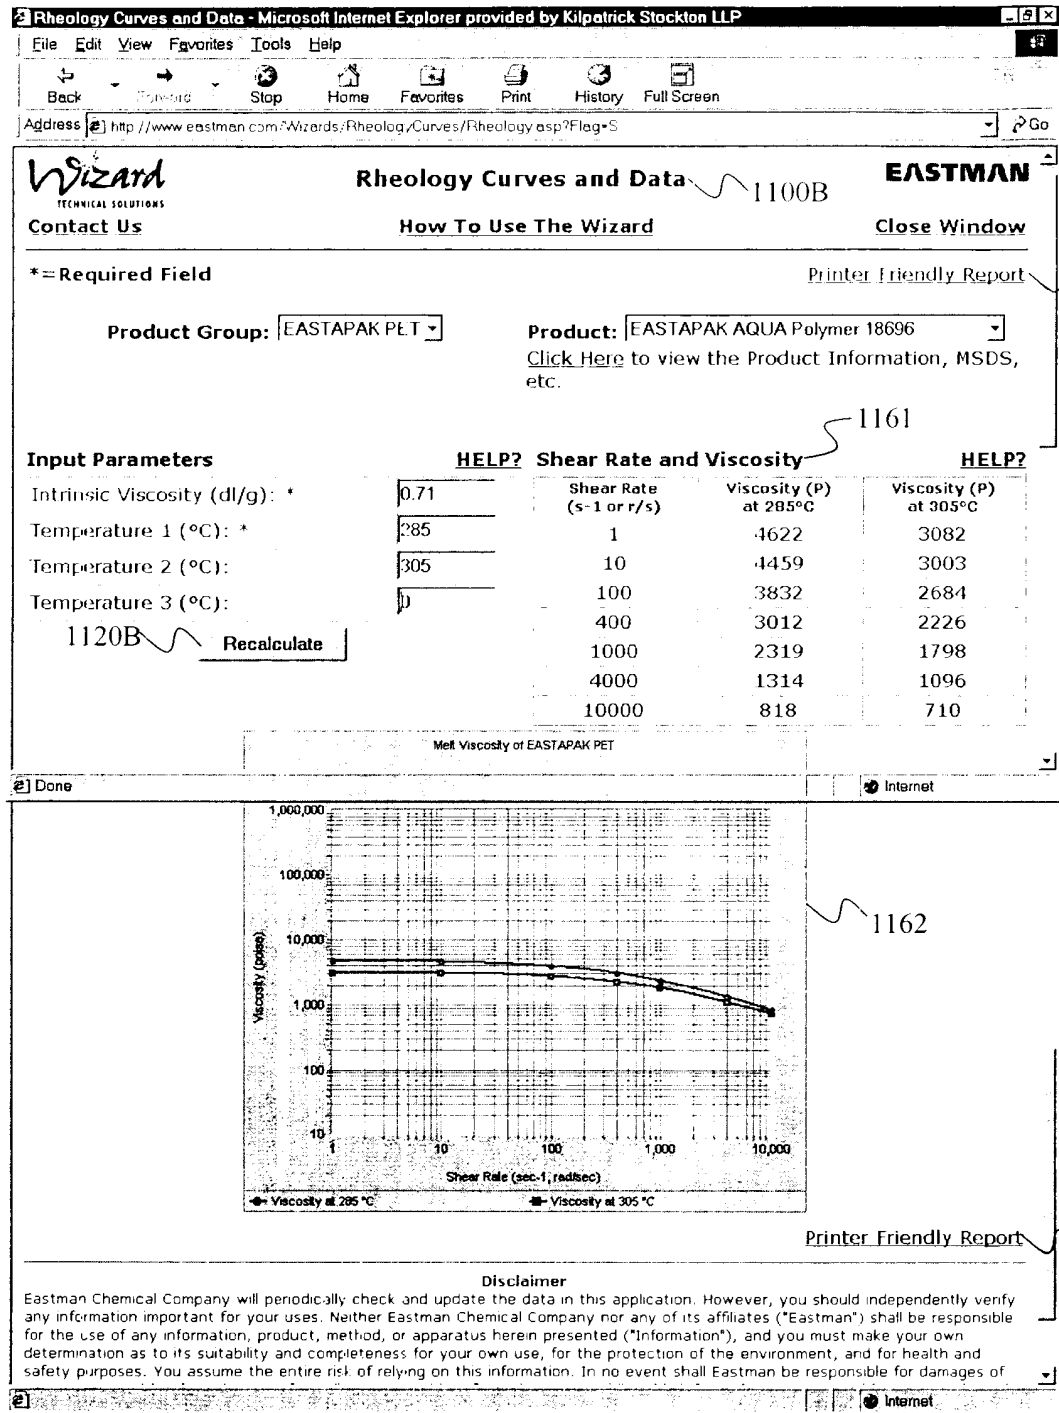 Rheology Curves and Data - Microsoft Internet Explorer provided by Kilpatrick Stockton LLP
File Edit View Favorites Tools Help
Back Forward Stop Home Favorites Print History Full Screen
Address http://www.eastman.com/Wizards/Rheology/Curves/Rheology.asp?Flag=S Go
Wizard
TECHNICAL SOLUTIONS
Rheology Curves and Data 1100B
EASTMAN
Contact Us How To Use The Wizard Close Window
*=Required Field Printer Friendly Report
Product Group: EASTAPAK PET Product: EASTAPAK AQUA Polymer 18696
Click Here to view the Product Information, MSDS,
etc.
1161
Input Parameters HELP? Shear Rate and Viscosity HELP?
Intrinsic Viscosity (dl/g): * 0.71
Temperature 1 (°C): * 285
Temperature 2 (°C): 305
Temperature 3 (°C): 0
1120B Recalculate
Shear Rate (s-1 or r/s) Viscosity (P) at 285°C Viscosity (P) at 305°C
1 4622 3082
10 4459 3003
100 3832 2684
400 3012 2226
1000 2319 1798
4000 1314 1096
10000 818 710
Melt Viscosity of EASTAPAK PET
Done Internet
1,000,000
100,000
10,000
1,000
100
10
Viscosity (poise)
1162
1 10 100 1,000 10,000
Shear Rate (sec-1, rad/sec)
Viscosity at 285 °C Viscosity at 305 °C
Printer Friendly Report
Disclaimer
Eastman Chemical Company will periodically check and update the data in this application. However, you should independently verify
any information important for your uses. Neither Eastman Chemical Company nor any of its affiliates ("Eastman") shall be responsible
for the use of any information, product, method, or apparatus herein presented ("Information"), and you must make your own
determination as to its suitability and completeness for your own use, for the protection of the environment, and for health and
safety purposes. You assume the entire risk of relying on this information. In no event shall Eastman be responsible for damages of
Internet